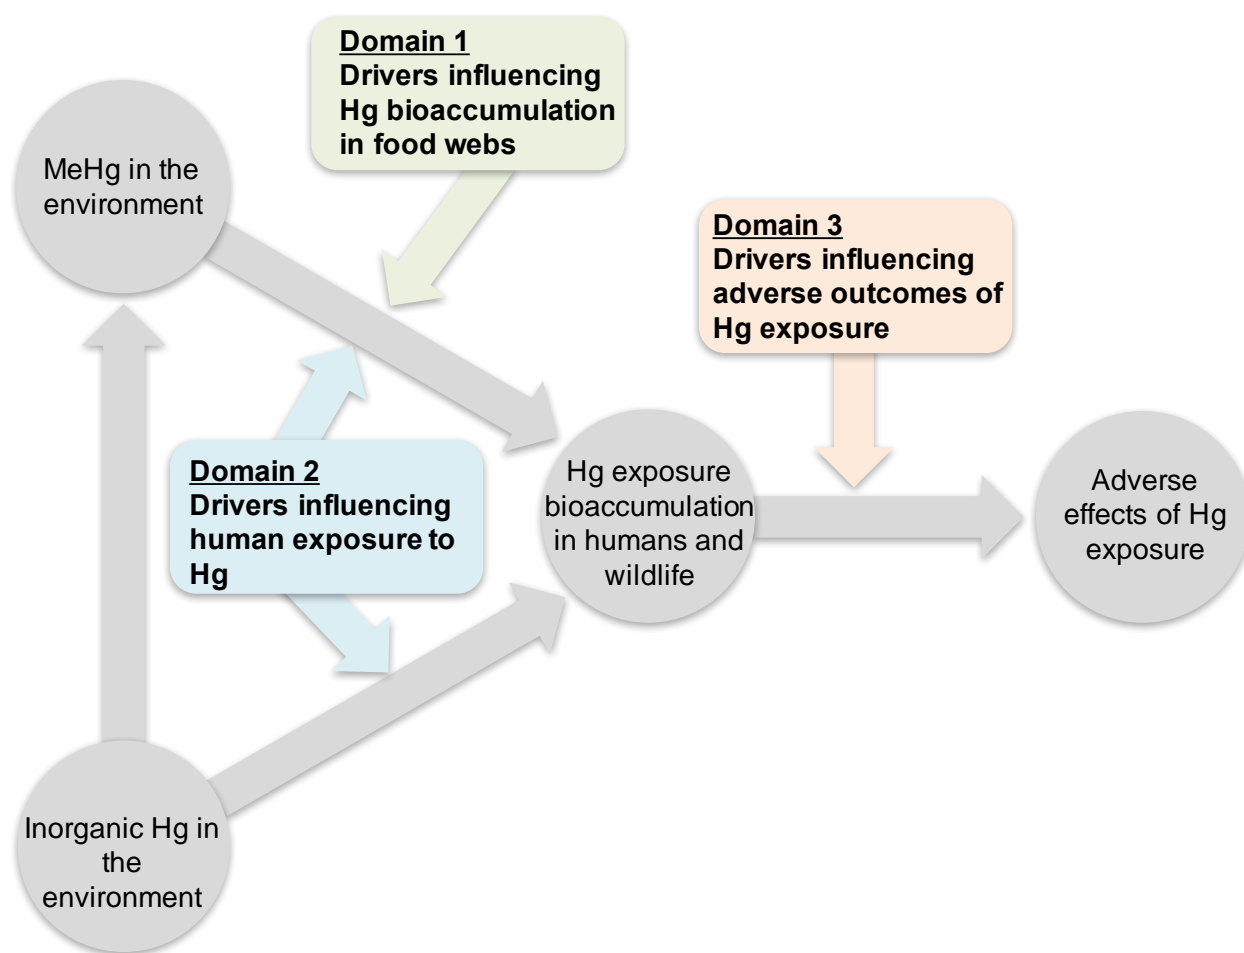 Domain 1
Drivers influencing
Hg bioaccumulation
in food webs
MeHg in the
environment
Domain 3
Drivers influencing
adverse outcomes of
Hg exposure
Domain 2
Drivers influencing
human exposure to
Hg
Hg exposure
bioaccumulation
in humans and
wildlife
Adverse
effects of Hg
exposure
Inorganic Hg in
the
environment